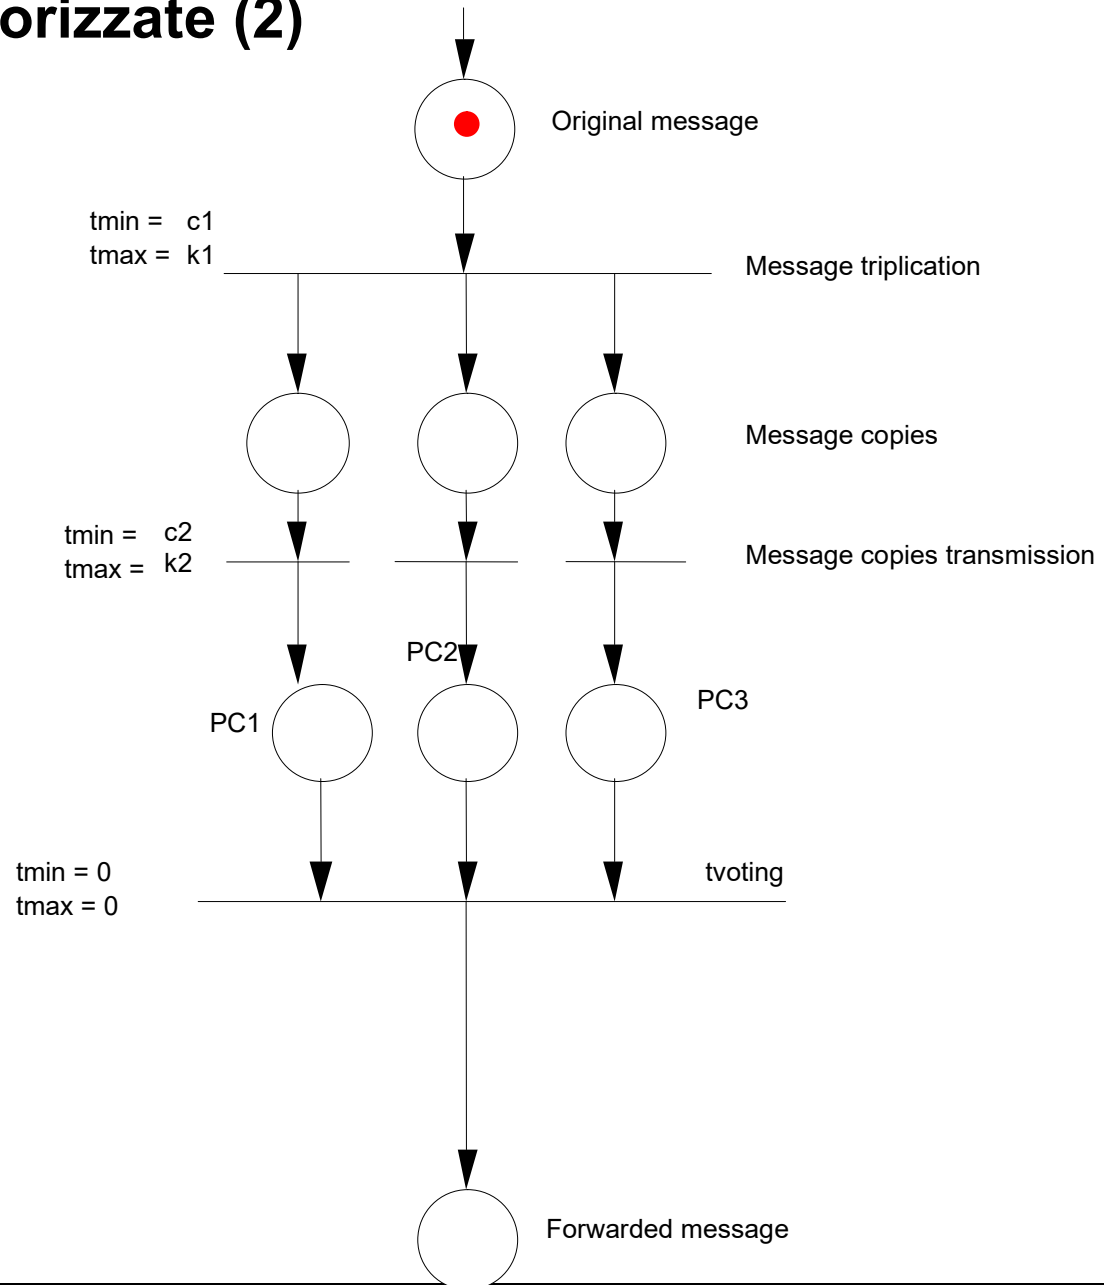 orizzate (2)
Original message
tmin = c1
tmax = k1
Message triplication
Message copies
tmin = c2
tmax = k2
Message copies transmission
PC2
PC1
PC3
tmin = 0
tmax = 0
tvoting
Forwarded message